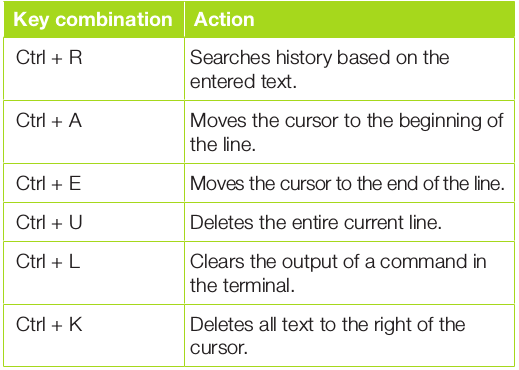 Key combination Action
Ctrl + R Searches history based on the
entered text.
Ctrl + A Moves the cursor to the beginning of
the line.
Ctrl + E Moves the cursor to the end of the line.
Ctrl + U Deletes the entire current line.
Ctrl + L Clears the output of a command in
the terminal.
Ctrl + K Deletes all text to the right of the
cursor.